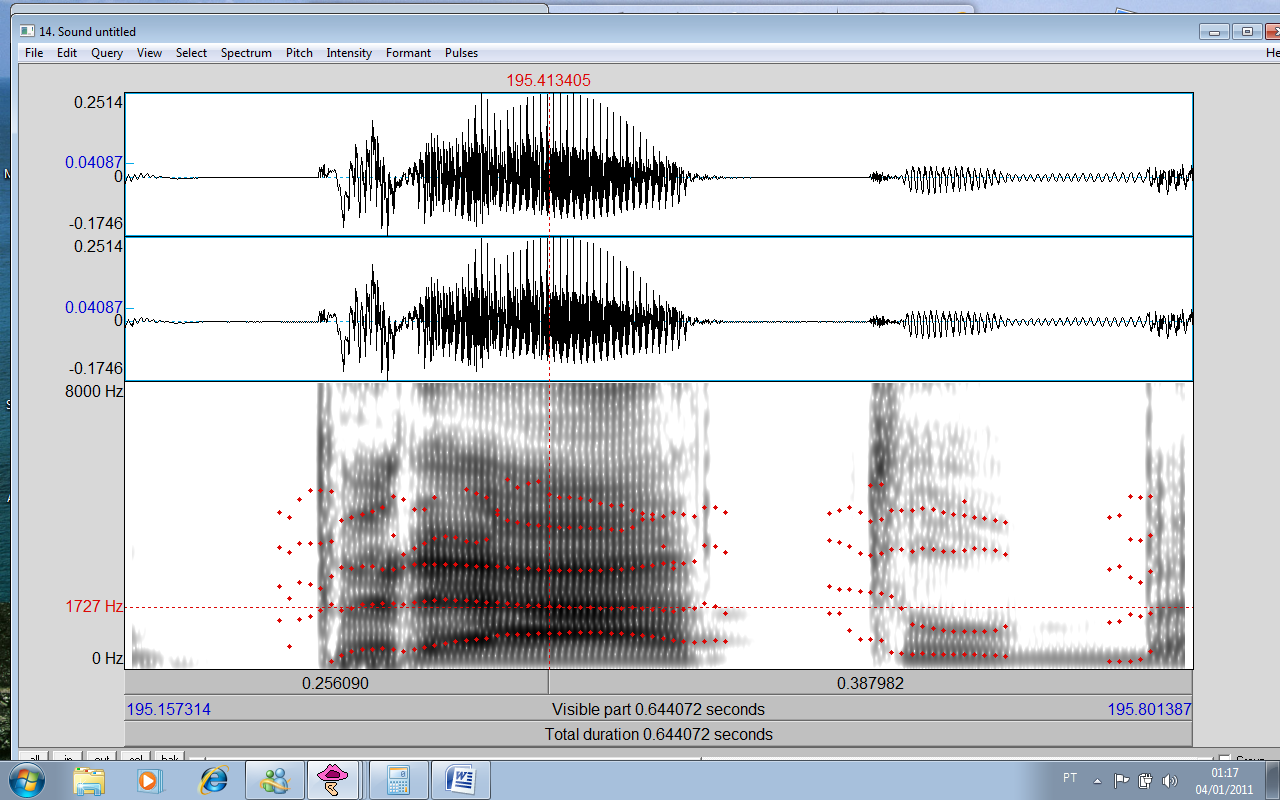 14. Sound untitled
File Edit Query View Select Spectrum Pitch Intensity Formant Pulses He
195.413405
0.2514
0.04087
0
-0.1746
0.2514
0.04087
0
-0.1746
8000 Hz
1727 Hz
0 Hz
0.256090 0.387982
195.157314 Visible part 0.644072 seconds 195.801387
Total duration 0.644072 seconds
all in out sel bak Group
PT 01:17
04/01/2011